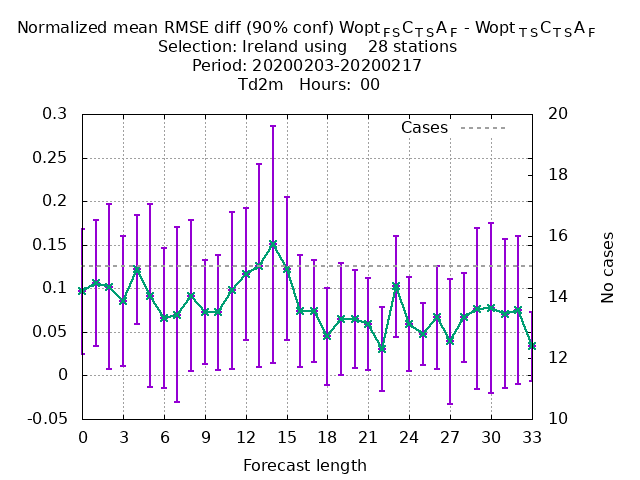 Normalized mean RMSE diff (90% conf) Wopt FS C TS A F - Wopt TS C TS A F
Selection: Ireland using 28 stations
Period: 20200203-20200217
Td2m Hours: 00
Cases
0.3
0.25
0.2
0.15
0.1
0.05
0
-0.05
20
18
16
14
12
10
No cases
0 3 6 9 12 15 18 21 24 27 30 33
Forecast length